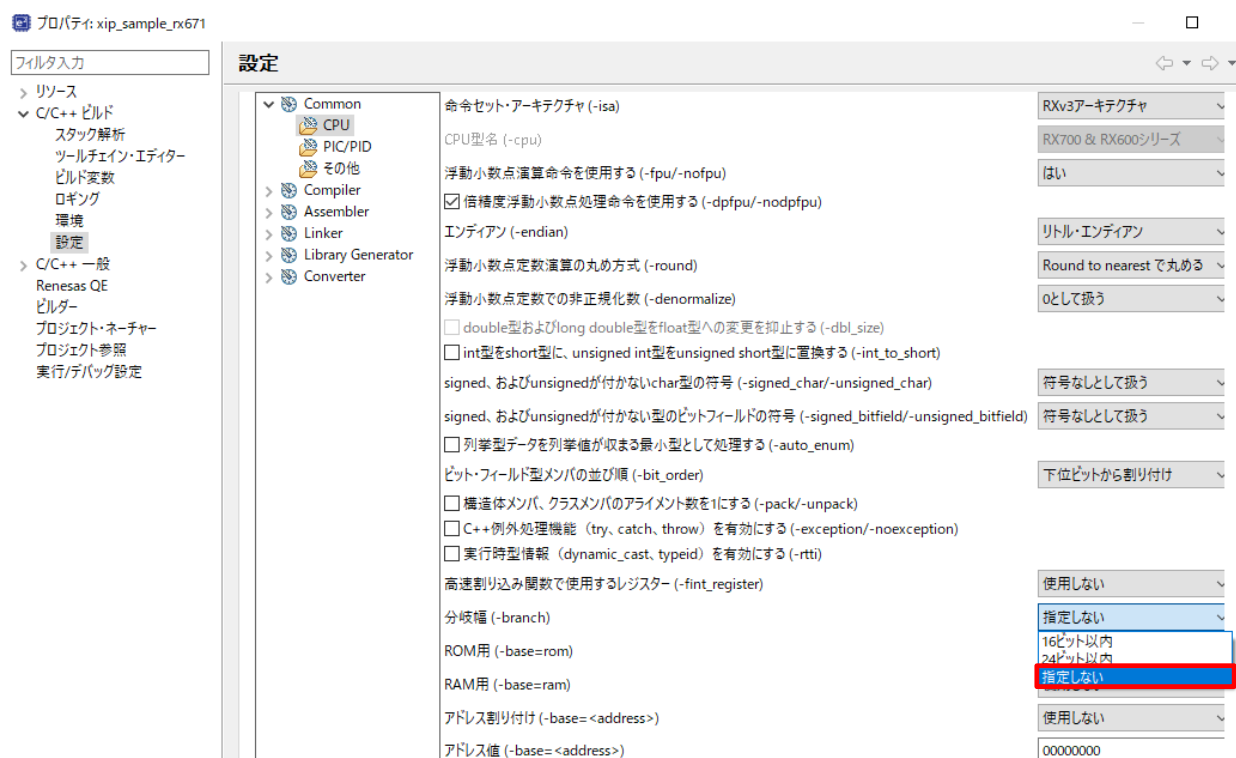 プロパティ: xip_sample_rx671
フィルタ入力
設定
リソース
C/C++ ビルド
スタック解析
ツールチェイン・エディター
ビルド変数
ロギング
環境
設定
C/C++ 一般
Renesas QE
ビルダー
プロジェクト・ネーチャー
プロジェクト参照
実行/デバッグ設定
Common
CPU
PIC/PID
その他
Compiler
Assembler
Linker
Library Generator
Converter
命令セット・アーキテクチャ (-isa) RXv3アーキテクチャ
CPU型名 (-cpu) RX700 & RX600シリーズ
浮動小数点演算命令を使用する (-fpu/-nofpu) はい
倍精度浮動小数点処理命令を使用する (-dpfpu/-nodpfpu)
エンディアン (-endian) リトル・エンディアン
浮動小数点定数演算の丸め方式 (-round) Round to nearest で丸める
浮動小数点定数での非正規化数 (-denormalize) 0として扱う
double型およびlong double型をfloat型への変更を抑止する (-dbl_size)
int型をshort型に、unsigned int型をunsigned short型に置換する (-int_to_short)
signed、およびunsignedが付かないchar型の符号 (-signed_char/-unsigned_char) 符号なしとして扱う
signed、およびunsignedが付かない型のビットフィールドの符号 (-signed_bitfield/-unsigned_bitfield) 符号なしとして扱う
列挙型データを列挙値が収まる最小型として処理する (-auto_enum)
ビット・フィールド型メンバの並び順 (-bit_order) 下位ビットから割り付け
構造体メンバ、クラスメンバのアライメント数を1にする (-pack/-unpack)
C++例外処理機能（try、catch、throw）を有効にする (-exception/-noexception)
実行時型情報（dynamic_cast、typeid）を有効にする (-rtti)
高速割り込み関数で使用するレジスター (-fint_register) 使用しない
分岐幅 (-branch) 指定しない
16ビット以内
24ビット以内
指定しない
ROM用 (-base=rom)
RAM用 (-base=ram)
アドレス割り付け (-base=<address>) 使用しない
アドレス値 (-base=<address>) 00000000